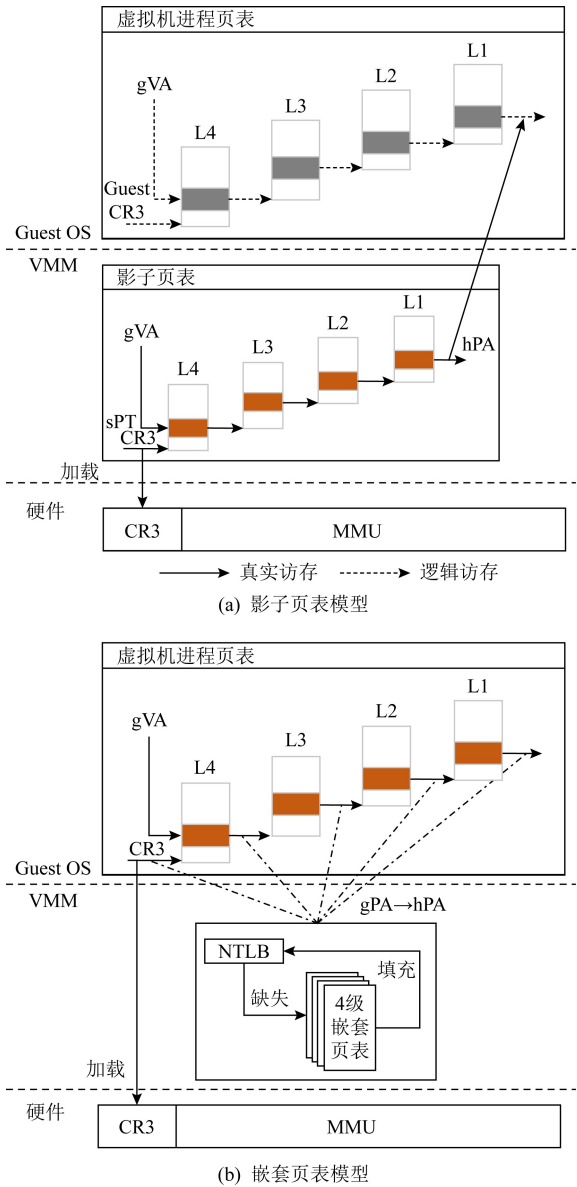 虚拟机进程页表
gVA
L4
L3
L2
L1
Guest
CR3
Guest OS
VMM
影子页表
gVA
L4
L3
L2
L1
hPA
sPT
CR3
加载
硬件
CR3
MMU
真实访存
逻辑访存
(a) 影子页表模型
虚拟机进程页表
gVA
L4
L3
L2
L1
CR3
Guest OS
VMM
gPA→hPA
NTLB
填充
缺失
4级
嵌套
页表
加载
硬件
CR3
MMU
(b) 嵌套页表模型